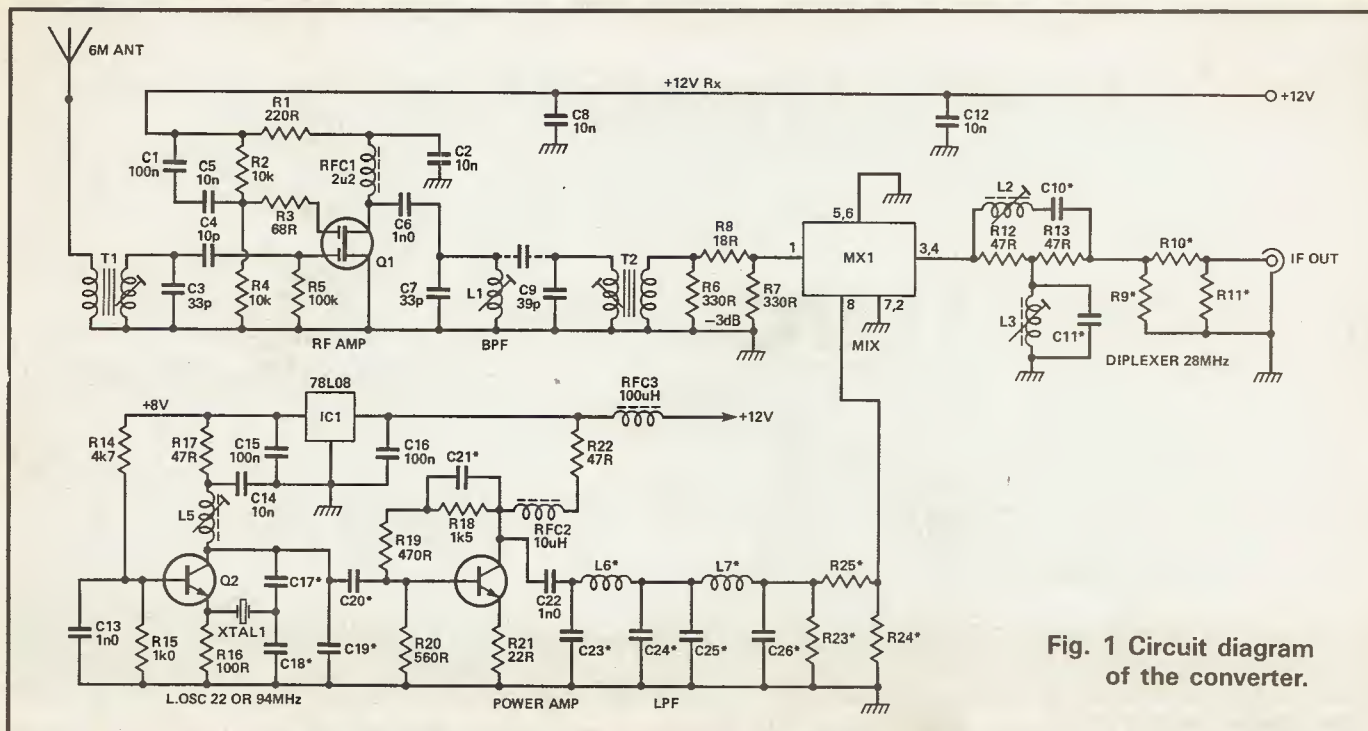 6M ANT
+12V Rx
+12V
R1
220R
C8
10n
C12
10n
C1
100n
C5
10n
R2
10k
RFC1
2u2
C2
10n
C4
10p
R3
68R
C6
1n0
Q1
T1
C3
33p
R4
10k
R5
100k
C7
33p
L1
C9
39p
T2
R8
18R
R6
330R
R7
330R
-3dB
RF AMP
BPF
1
5,6
MX1
3,4
8
7,2
MIX
L2
C10*
R12
47R
R13
47R
R10*
IF OUT
R9*
R11*
L3
C11*
DIPLEXER 28MHz
78L08
IC1
+8V
RFC3
100uH
+12V
R14
4k7
R17
47R
C15
100n
C16
100n
C14
10n
C21*
R22
47R
L5
R18
1k5
RFC2
10uH
R19
470R
Q2
C17*
C20*
C22
1n0
L6*
L7*
R25*
C13
1n0
R15
1k0
XTAL1
R16
100R
C18*
C19*
R20
560R
R21
22R
C23*
C24*
C25*
C26*
R23*
R24*
L.OSC 22 OR 94MHz
POWER AMP
LPF
Fig. 1 Circuit diagram
of the converter.